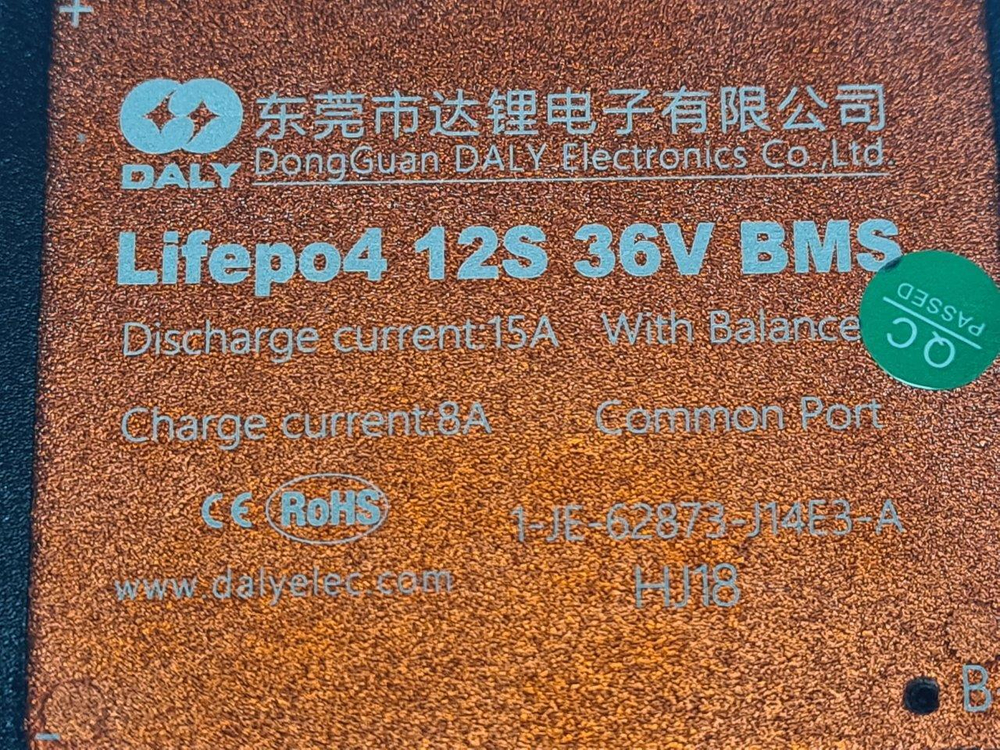 +
东莞市达锂电子有限公司
DALY
DongGuan DALY Electronics Co.,Ltd.
Lifepo4 12S 36V BMS
Discharge current:15A With Balance
QC PASSED
Charge current:8A Common Port
CE RoHS
1-JE-62873-J14E3-A
www.dalyelec.com
HJ18
B
-